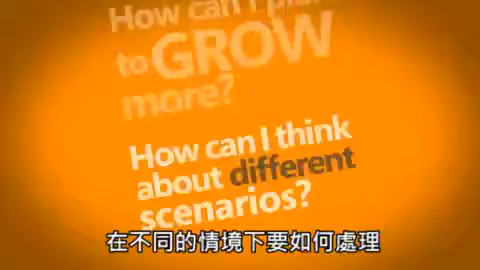 How can I plan
to GROW
more?
How can I think
about different
scenarios?
在不同的情境下要如何處理